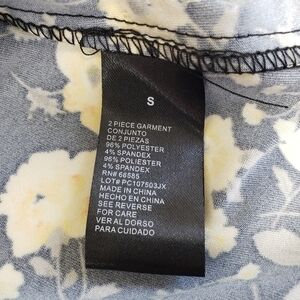 S
2 PIECE GARMENT
CONJUNTO
DE 2 PIEZAS
96% POLYESTER
4% SPANDEX
96% POLIESTER
4% SPANDEX
RN# 66585
LOT# PC107503JX
MADE IN CHINA
HECHO EN CHINA
SEE REVERSE
FOR CARE
VER AL DORSO
PARA CUIDADO